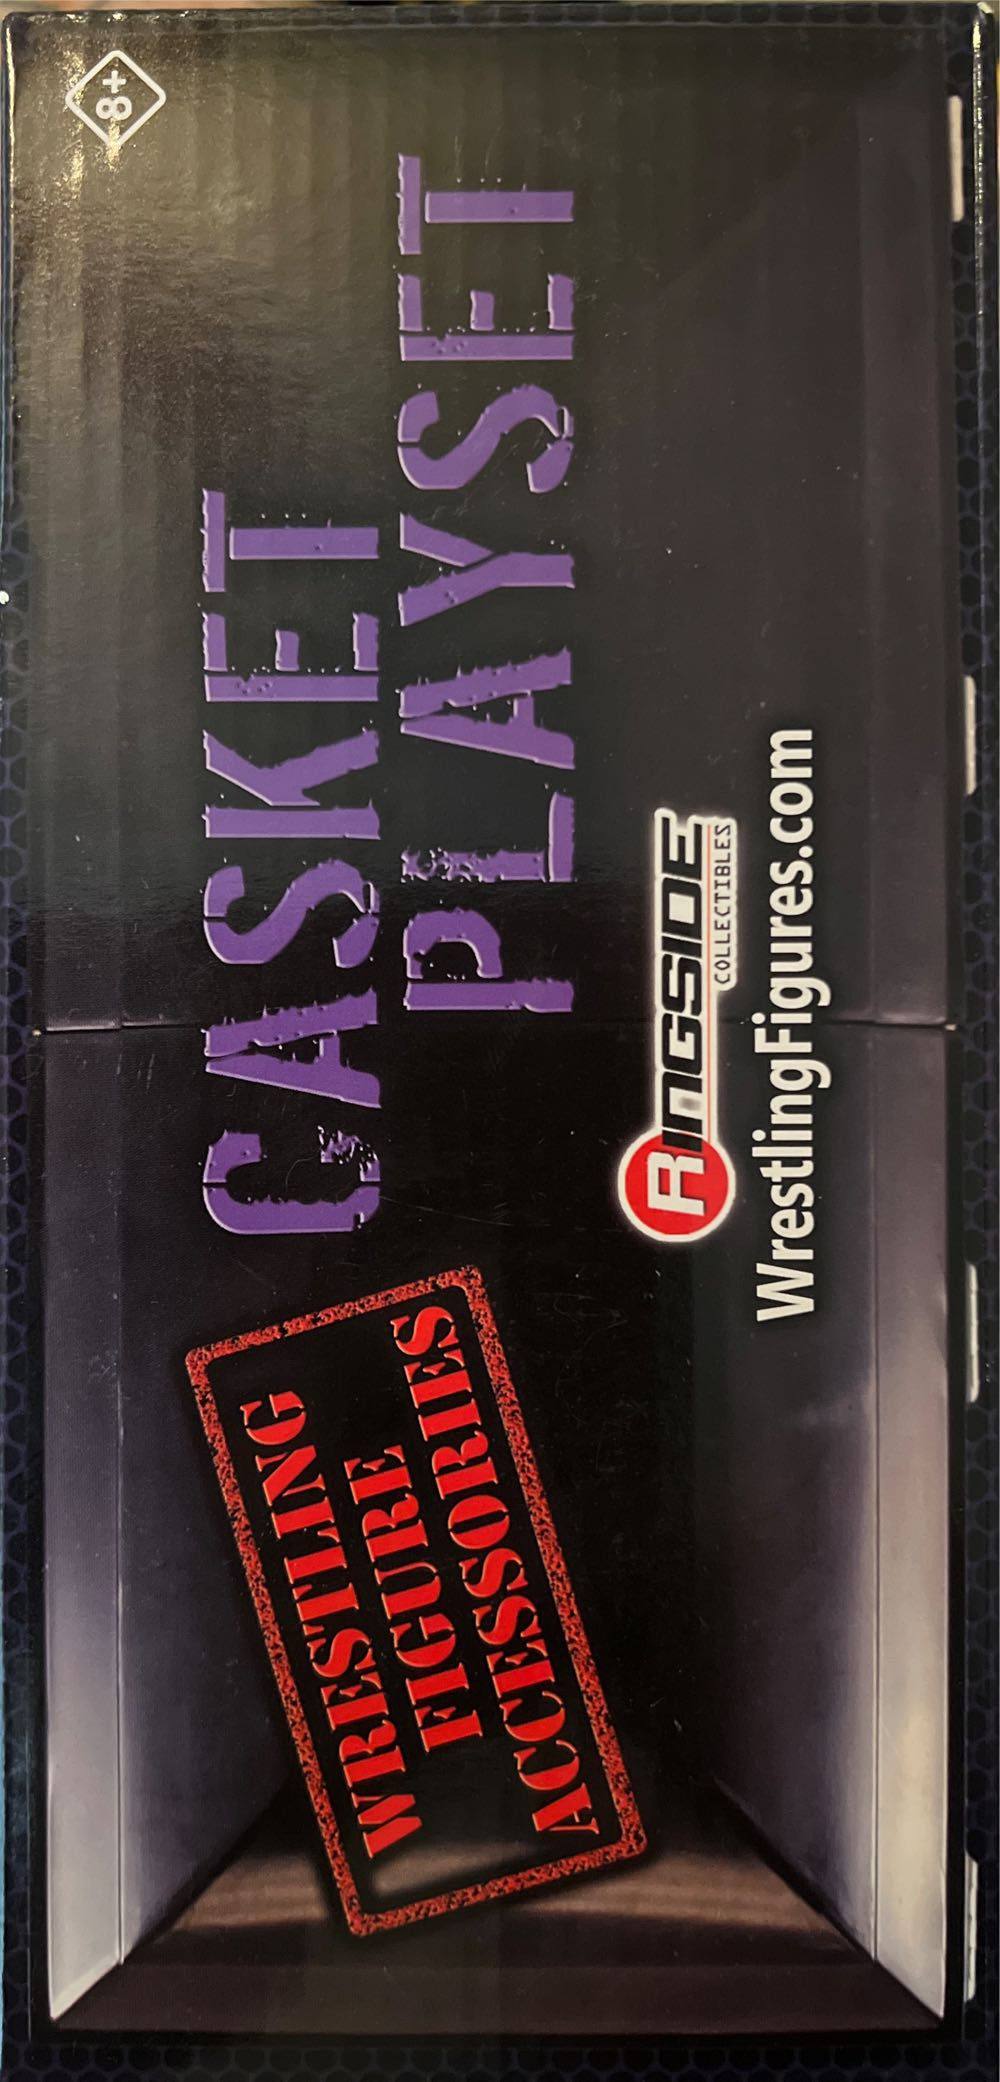 8+
CASKET
PLAYSET
WRESTLING
FIGURE
ACCESSORIES
RINGSIDE
COLLECTIBLES
WrestlingFigures.com